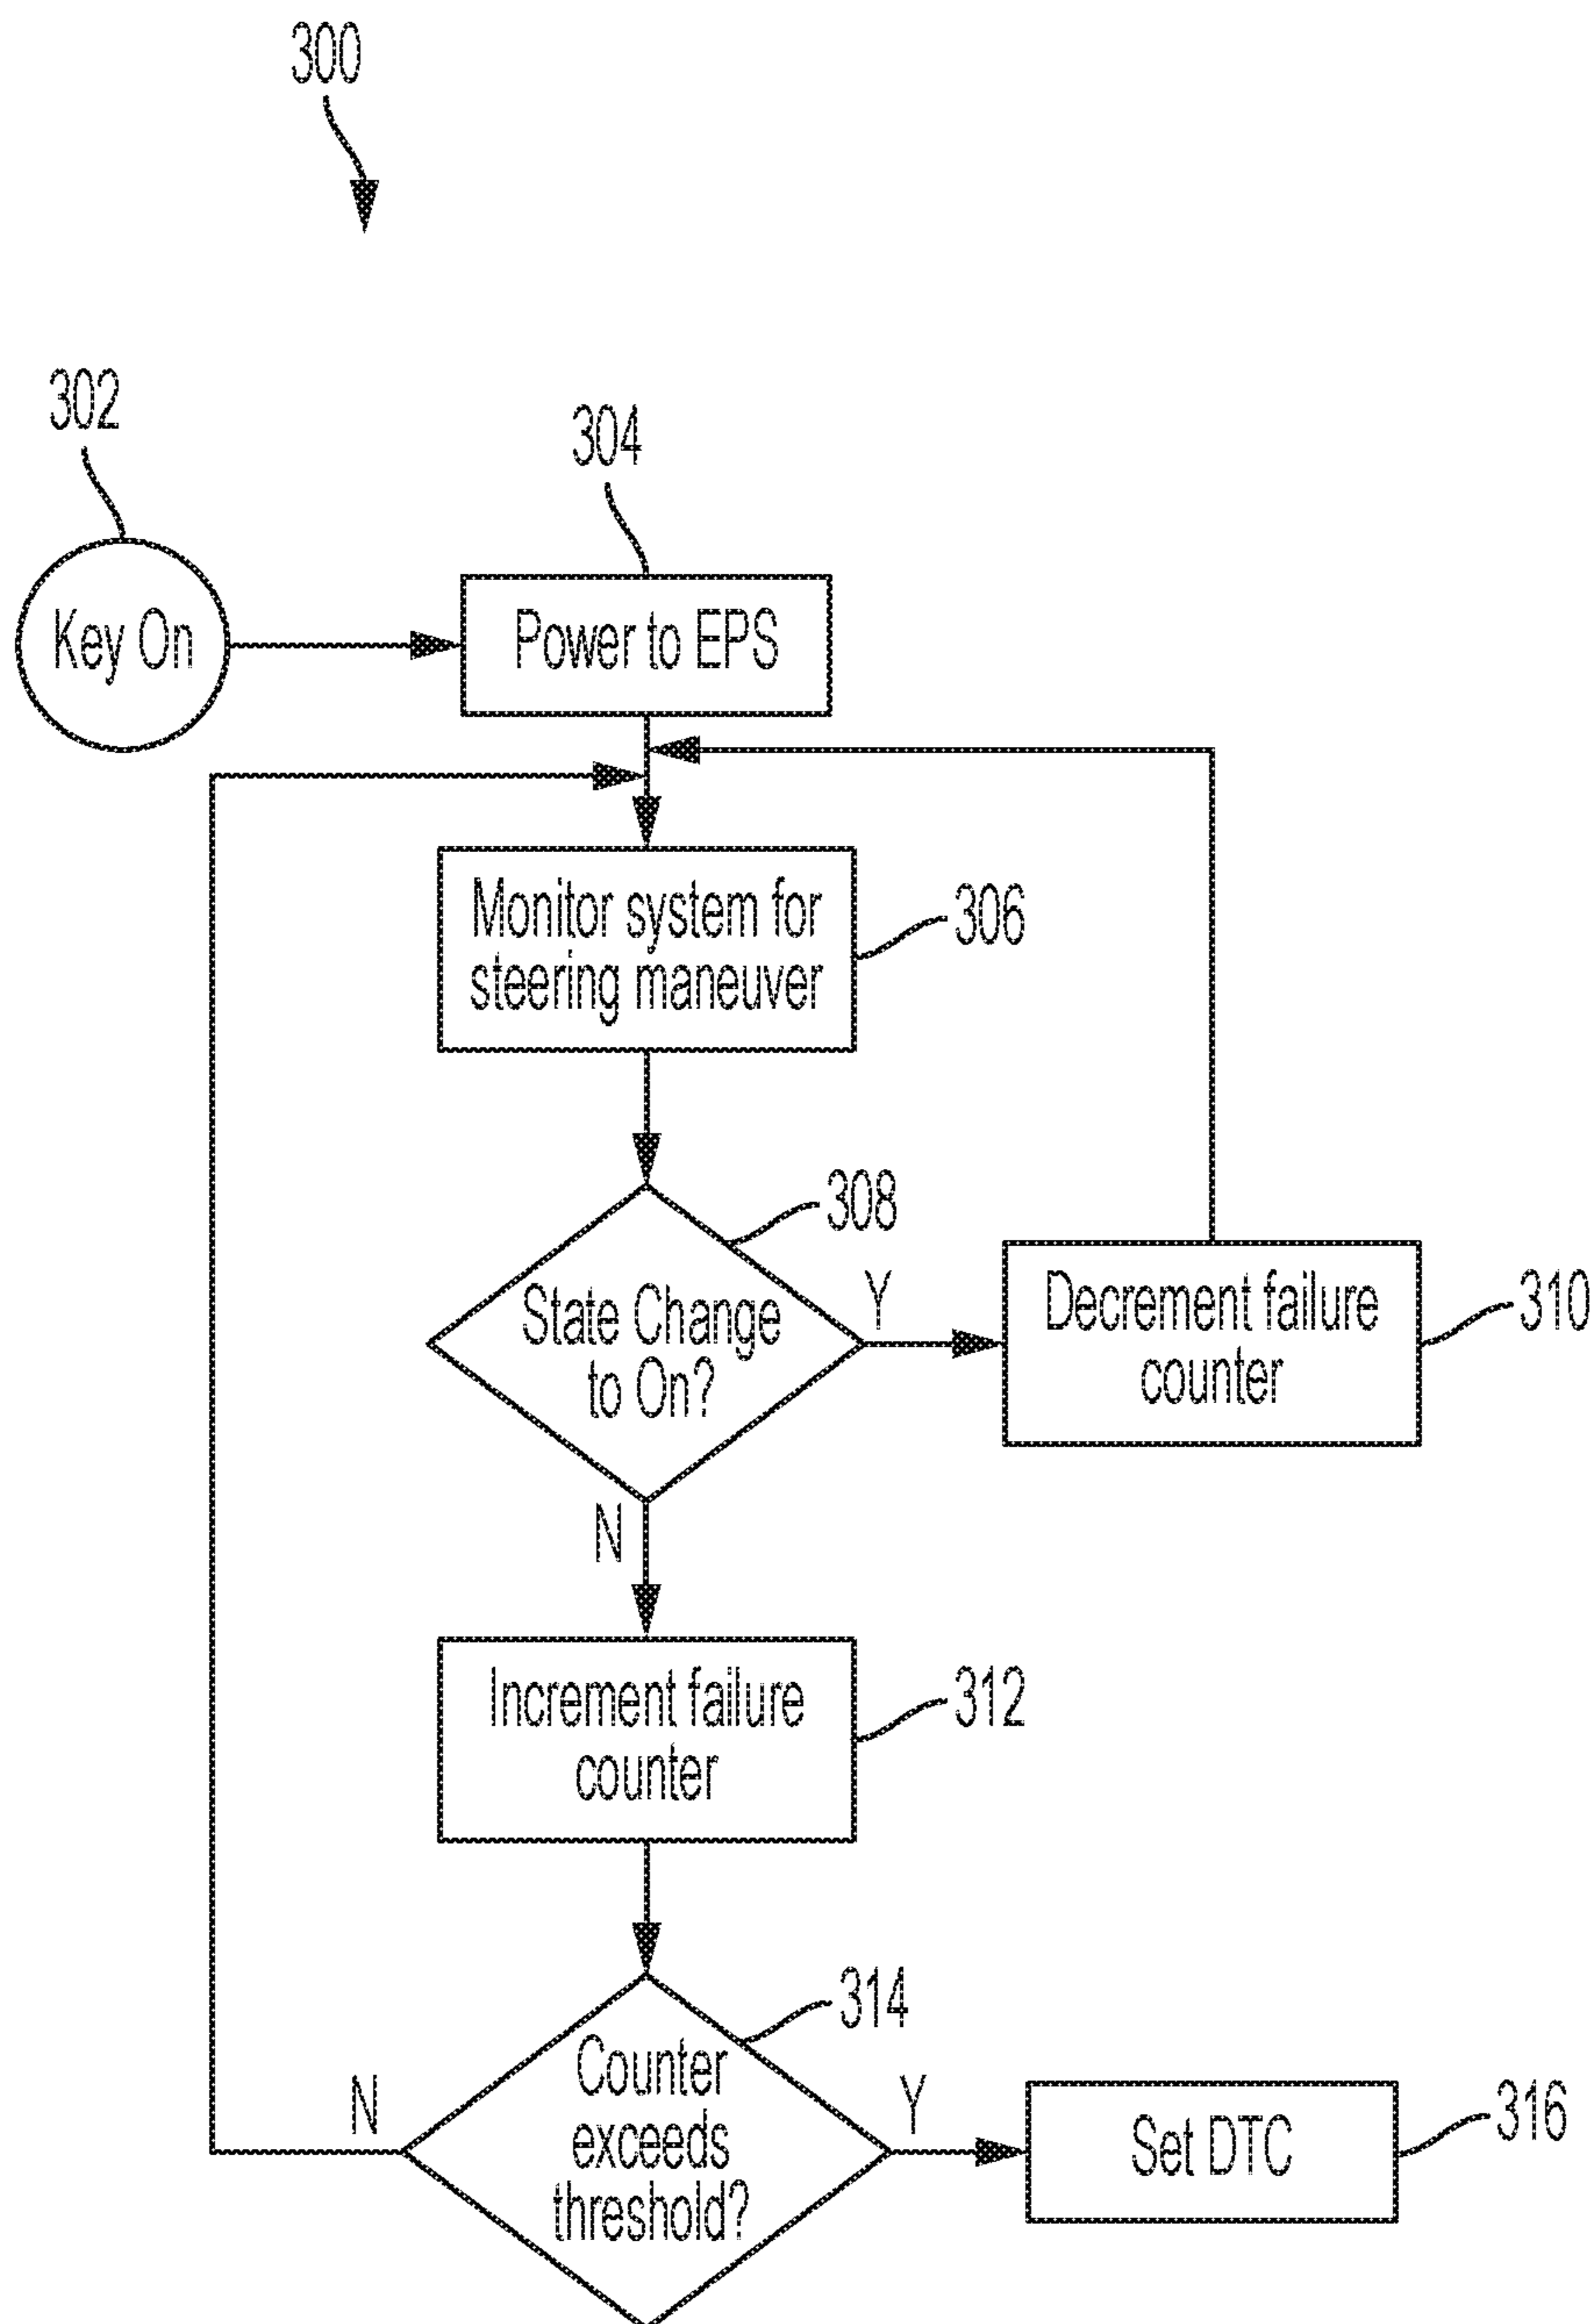 300
302
304
Key On
Power to EPS
Monitor system for
steering maneuver
306
308
State Change
to On?
Y
Decrement failure
counter
310
N
Increment failure
counter
312
314
Counter
exceeds
threshold?
N
Y
Set DTC
316